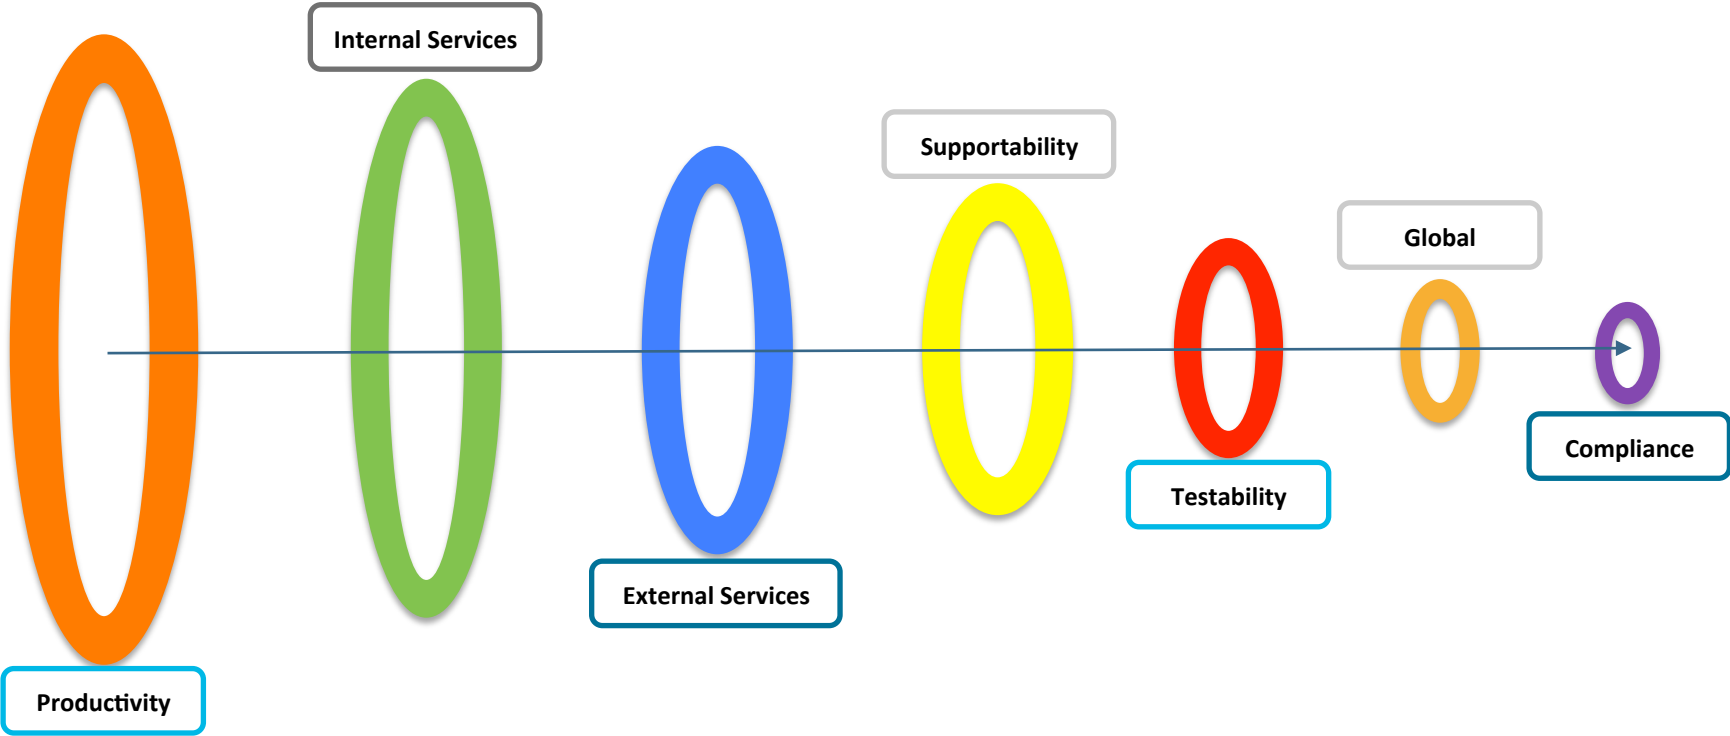 Internal Services
Supportability
Global
Compliance
Testability
External Services
Productivity